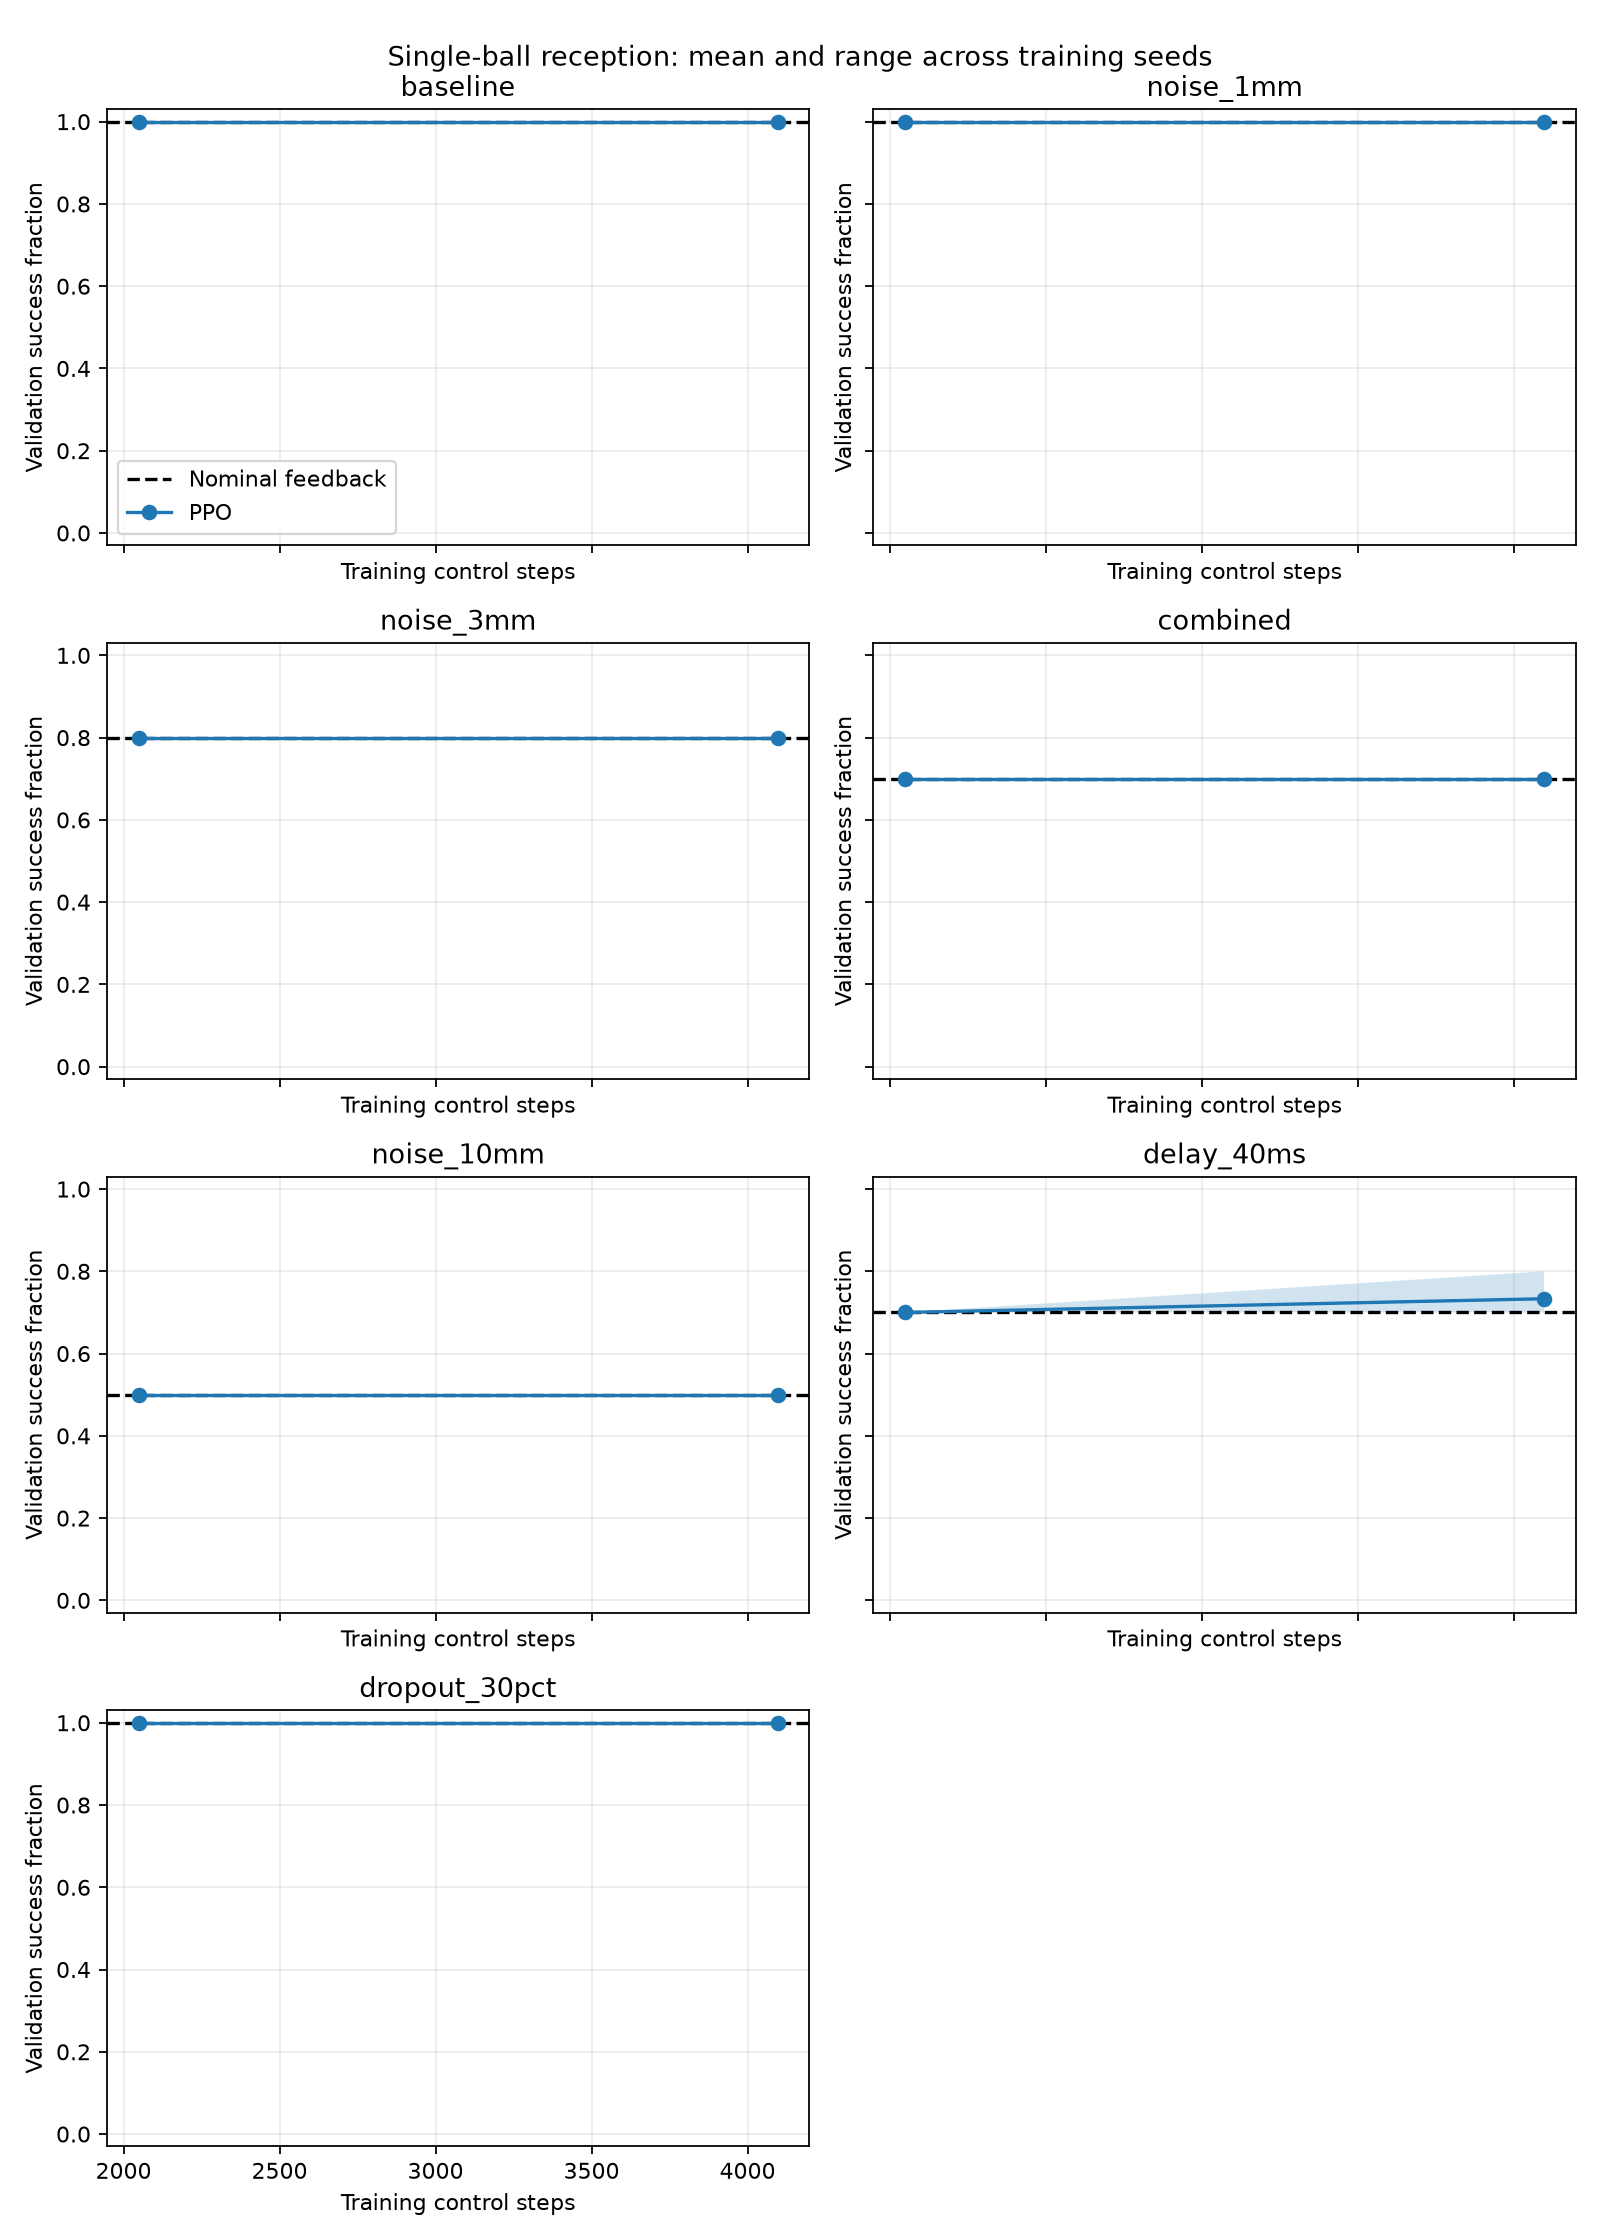 Single-ball reception: mean and range across training seeds
baseline
1.0
0.8
0.6
0.4
0.2
0.0
Validation success fraction
Nominal feedback
PPO
Training control steps
noise_1mm
Validation success fraction
Training control steps
noise_3mm
1.0
0.8
0.6
0.4
0.2
0.0
Validation success fraction
Training control steps
combined
Validation success fraction
Training control steps
noise_10mm
1.0
0.8
0.6
0.4
0.2
0.0
Validation success fraction
Training control steps
delay_40ms
Validation success fraction
Training control steps
dropout_30pct
1.0
0.8
0.6
0.4
0.2
0.0
Validation success fraction
2000 2500 3000 3500 4000
Training control steps